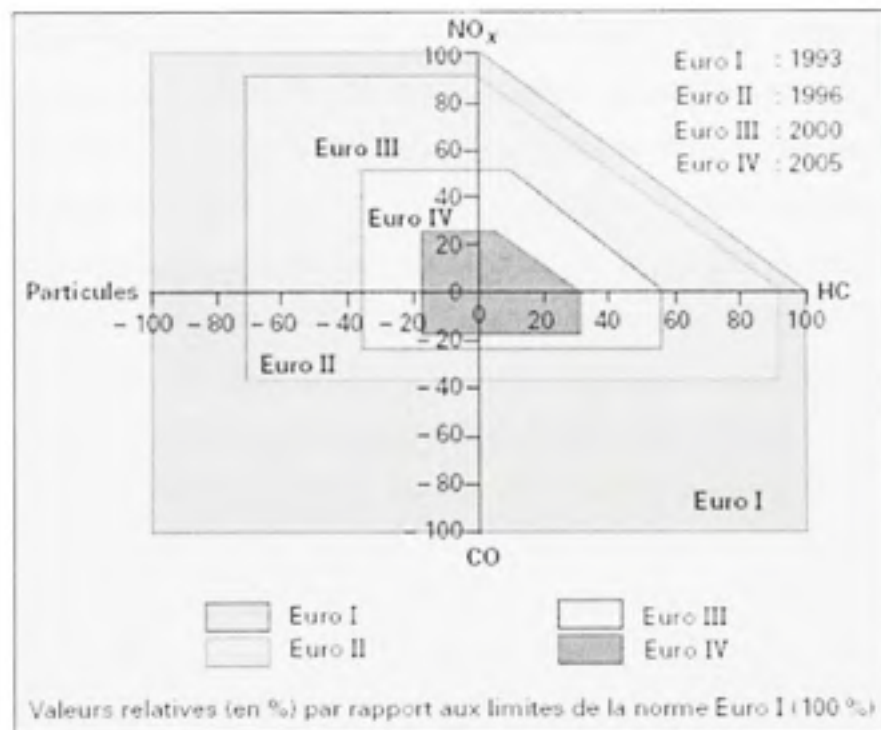 NOx
Euro I : 1993
Euro II : 1996
Euro III : 2000
Euro IV : 2005
100
80
60
40
20
0
Euro III
Euro IV
Particules
HC
– 100 – 80 – 60 – 40 – 20 0 20 40 60 80 100
– 20
– 40
– 60
– 80
– 100
Euro II
Euro I
CO
Euro I
Euro III
Euro II
Euro IV
Valeurs relatives (en %) par rapport aux limites de la norme Euro I (100 %)